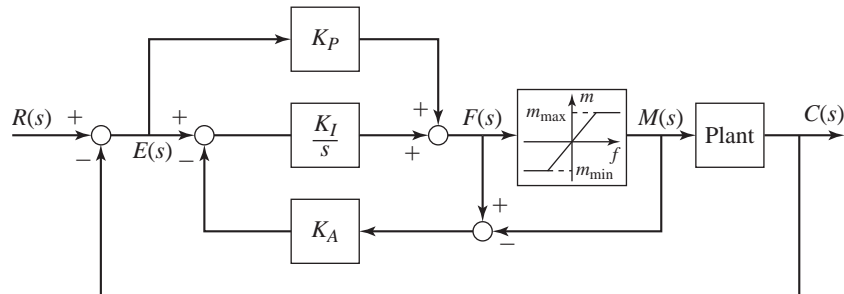 K_P
R(s) + − E(s)
+ −
K_I/s
+ +
F(s)
m
m_max
f
m_min
M(s)
Plant
C(s)
K_A
+ −